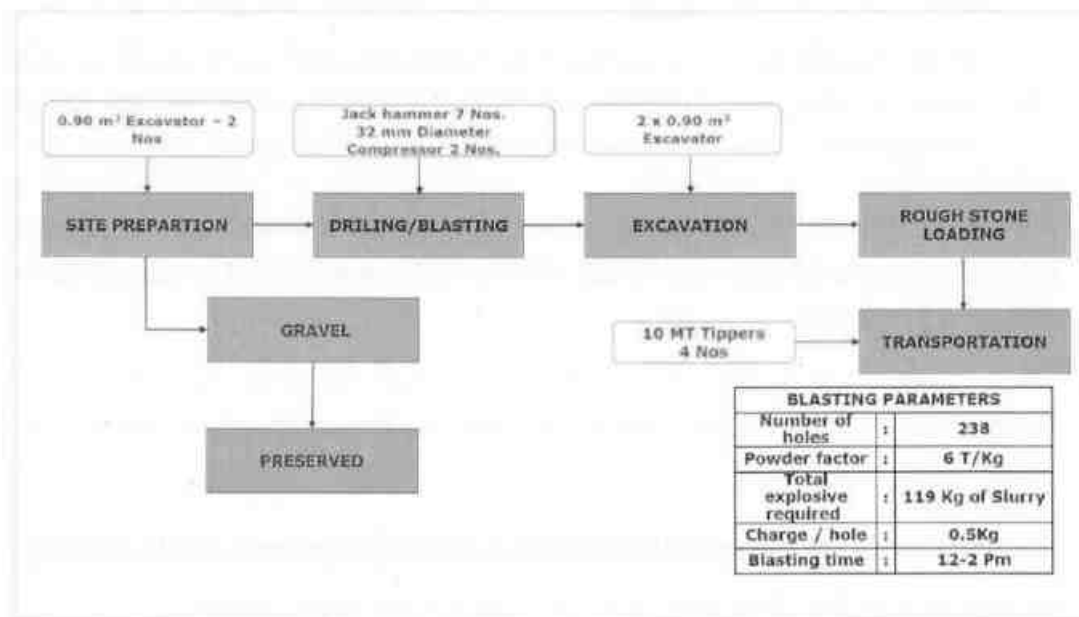 0.90 m³ Excavator – 2
Nos
Jack hammer 7 Nos.
32 mm Diameter
Compressor 2 Nos.
2 x 0.90 m³
Excavator
SITE PREPARTION
DRILING/BLASTING
EXCAVATION
ROUGH STONE
LOADING
GRAVEL
10 MT Tippers
4 Nos
TRANSPORTATION
PRESERVED
BLASTING PARAMETERS
Number of
holes : 238
Powder factor : 6 T/Kg
Total
explosive
required : 119 Kg of Slurry
Charge / hole : 0.5Kg
Blasting time : 12-2 Pm